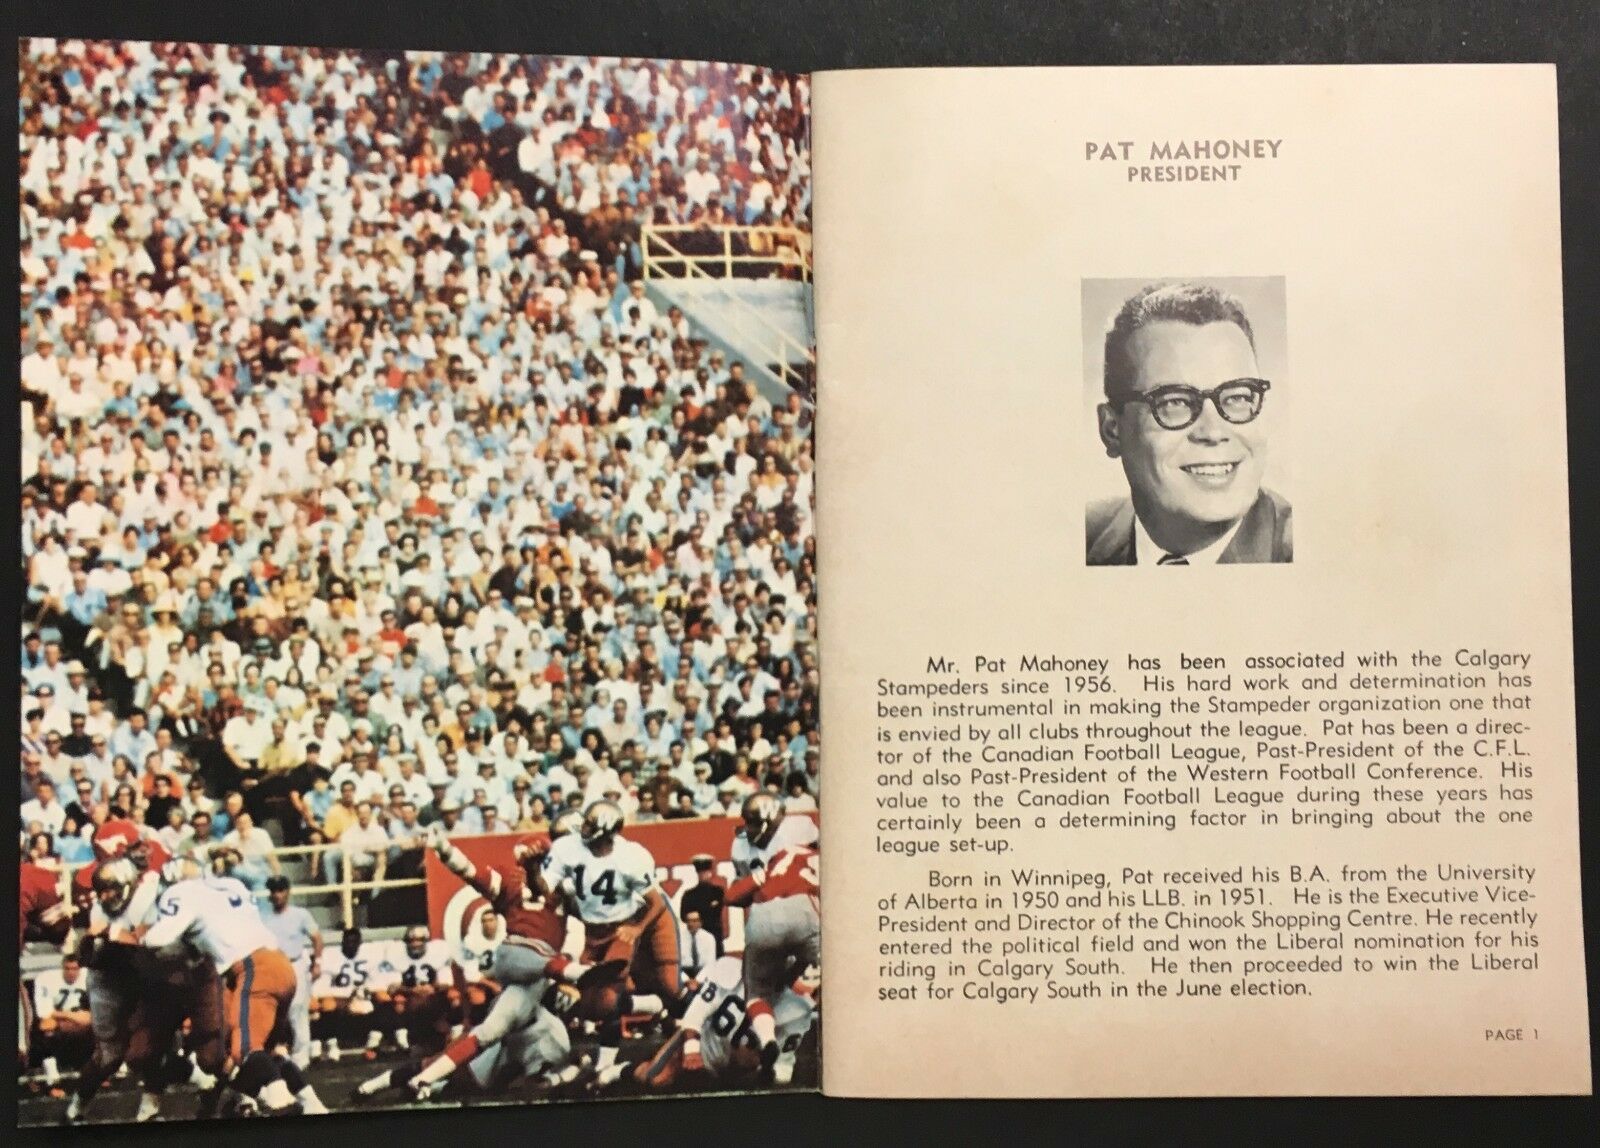 14
5
65
43
73
3
66
PAT MAHONEY
PRESIDENT
Mr. Pat Mahoney has been associated with the Calgary
Stampeders since 1956. His hard work and determination has
been instrumental in making the Stampeder organization one that
is envied by all clubs throughout the league. Pat has been a direc-
tor of the Canadian Football League, Past-President of the C.F.L.
and also Past-President of the Western Football Conference. His
value to the Canadian Football League during these years has
certainly been a determining factor in bringing about the one
league set-up.
Born in Winnipeg, Pat received his B.A. from the University
of Alberta in 1950 and his LLB. in 1951. He is the Executive Vice-
President and Director of the Chinook Shopping Centre. He recently
entered the political field and won the Liberal nomination for his
riding in Calgary South. He then proceeded to win the Liberal
seat for Calgary South in the June election.
PAGE 1